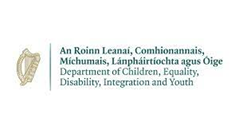 An Roinn Leanaí, Comhionannais,
Míchumais, Lánpháirtíochta agus Óige
Department of Children, Equality,
Disability, Integration and Youth